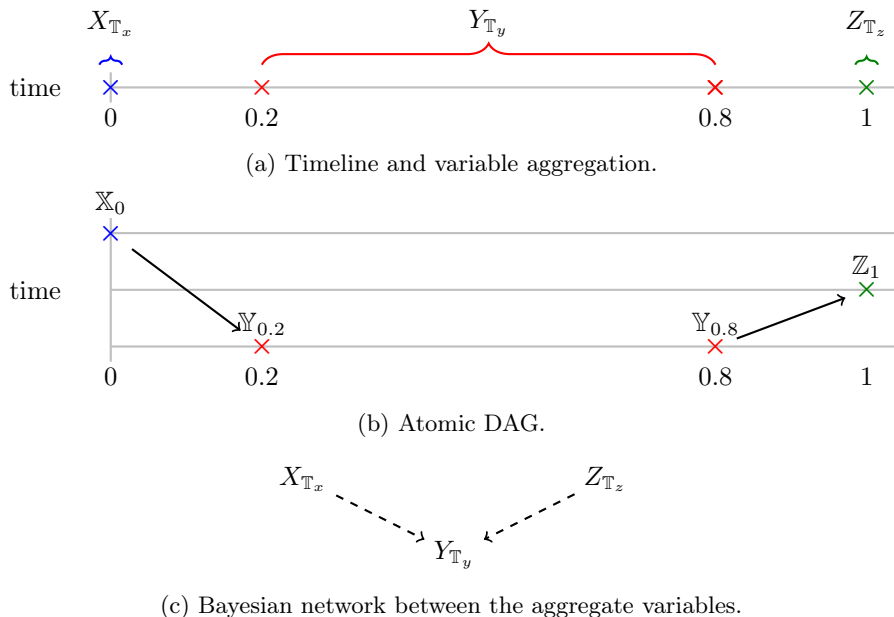 X_{𝕋_x} Y_{𝕋_y} Z_{𝕋_z}
time
0 0.2 0.8 1
(a) Timeline and variable aggregation.
𝕏_0
time
ℤ_1
𝕐_{0.2} 𝕐_{0.8}
0 0.2 0.8 1
(b) Atomic DAG.
X_{𝕋_x} Z_{𝕋_z}
Y_{𝕋_y}
(c) Bayesian network between the aggregate variables.